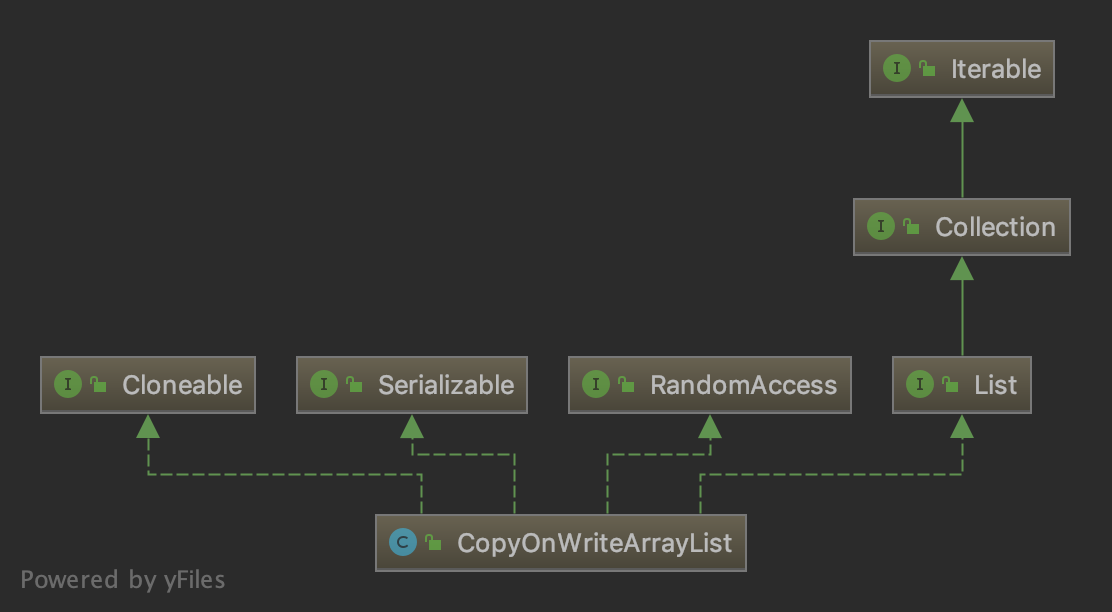 I Iterable
I Collection
I Cloneable
I Serializable
I RandomAccess
I List
C CopyOnWriteArrayList
Powered by yFiles